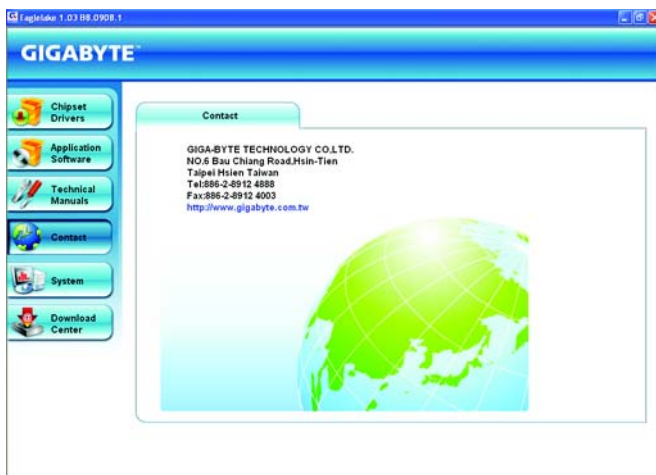 Eaglelake 1.03 B8.0908.1
GIGABYTE™
Chipset
Drivers
Application
Software
Technical
Manuals
Contact
System
Download
Center
Contact
GIGA-BYTE TECHNOLOGY CO,LTD.
NO.6 Bau Chiang Road,Hsin-Tien
Taipei Hsien Taiwan
Tel:886-2-8912 4888
Fax:886-2-8912 4003
http://www.gigabyte.com.tw